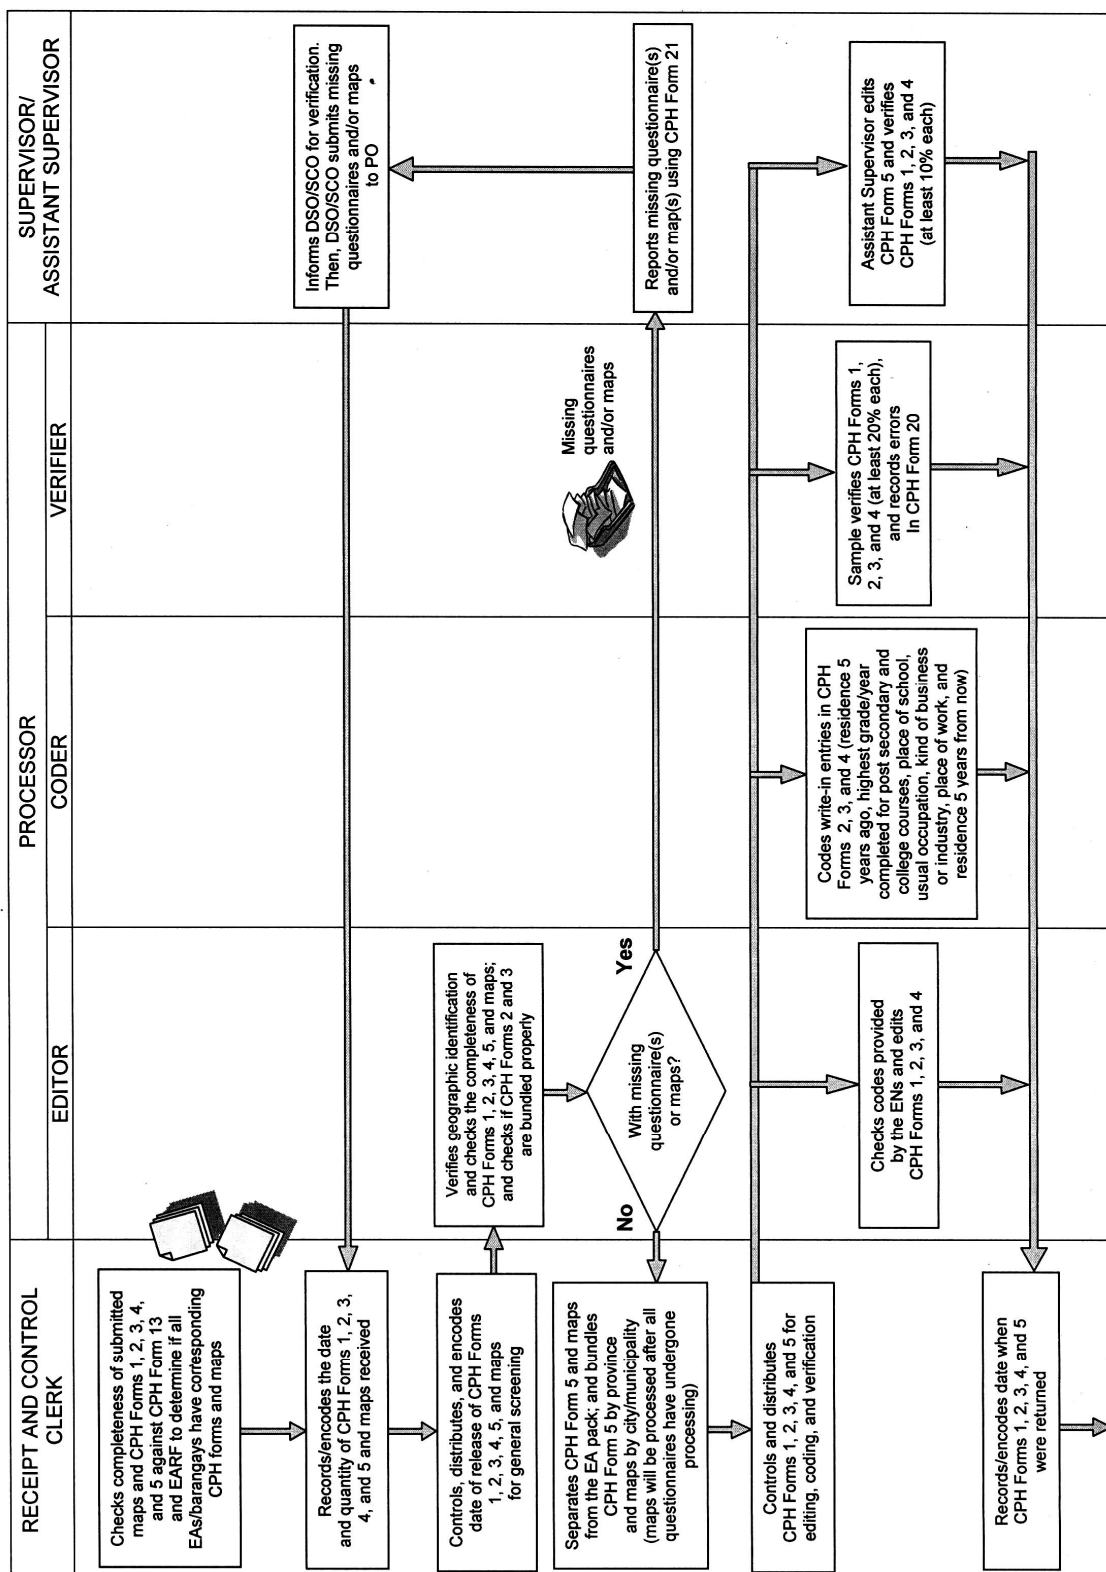 RECEIPT AND CONTROL
CLERK
PROCESSOR
EDITOR
CODER
VERIFIER
SUPERVISOR/
ASSISTANT SUPERVISOR
Checks completeness of submitted
maps and CPH Forms 1, 2, 3, 4,
and 5 against CPH Form 13
and EARF to determine if all
EAs/barangays have corresponding
CPH forms and maps
Informs DSO/SCO for verification.
Then, DSO/SCO submits missing
questionnaires and/or maps
to PO
Records/encodes the date
and quantity of CPH Forms 1, 2, 3,
4, and 5 and maps received
Controls, distributes, and encodes
date of release of CPH Forms
1, 2, 3, 4, 5, and maps
for general screening
Verifies geographic identification
and checks the completeness of
CPH Forms 1, 2, 3, 4, 5, and maps;
and checks if CPH Forms 2 and 3
are bundled properly
With missing
questionnaire(s)
or maps?
No
Yes
Missing
questionnaires
and/or maps
Reports missing questionnaire(s)
and/or map(s) using CPH Form 21
Separates CPH Form 5 and maps
from the EA pack; and bundles
CPH Form 5 by province
and maps by city/municipality
(maps will be processed after all
questionnaires have undergone
processing)
Controls and distributes
CPH Forms 1, 2, 3, 4, and 5 for
editing, coding, and verification
Checks codes provided
by the ENs and edits
CPH Forms 1, 2, 3, and 4
Codes write-in entries in CPH
Forms 2, 3, and 4 (residence 5
years ago, highest grade/year
completed for post secondary and
college courses, place of school,
usual occupation, kind of business
or industry, place of work, and
residence 5 years from now)
Sample verifies CPH Forms 1,
2, 3, and 4 (at least 20% each),
and records errors
In CPH Form 20
Assistant Supervisor edits
CPH Form 5 and verifies
CPH Forms 1, 2, 3, and 4
(at least 10% each)
Records/encodes date when
CPH Forms 1, 2, 3, 4, and 5
were returned